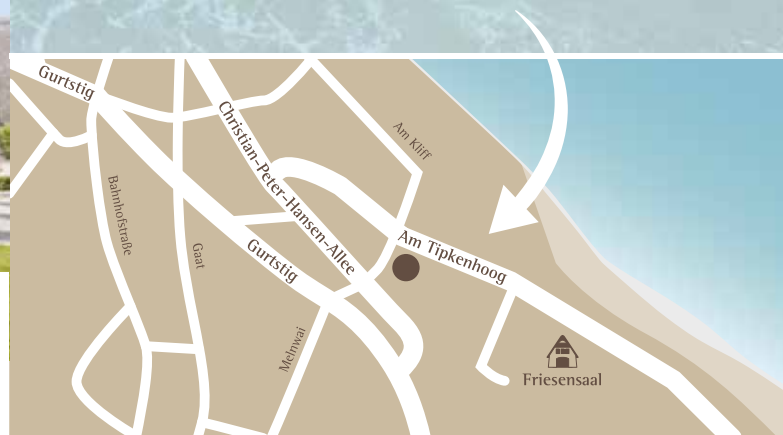 Gurtstig
Christian-Peter-Hansen-Allee
Am Kliff
Bahnhofstraße
Gaat
Gurtstig
Am Tipkenhoog
Melnwai
Friesensaal